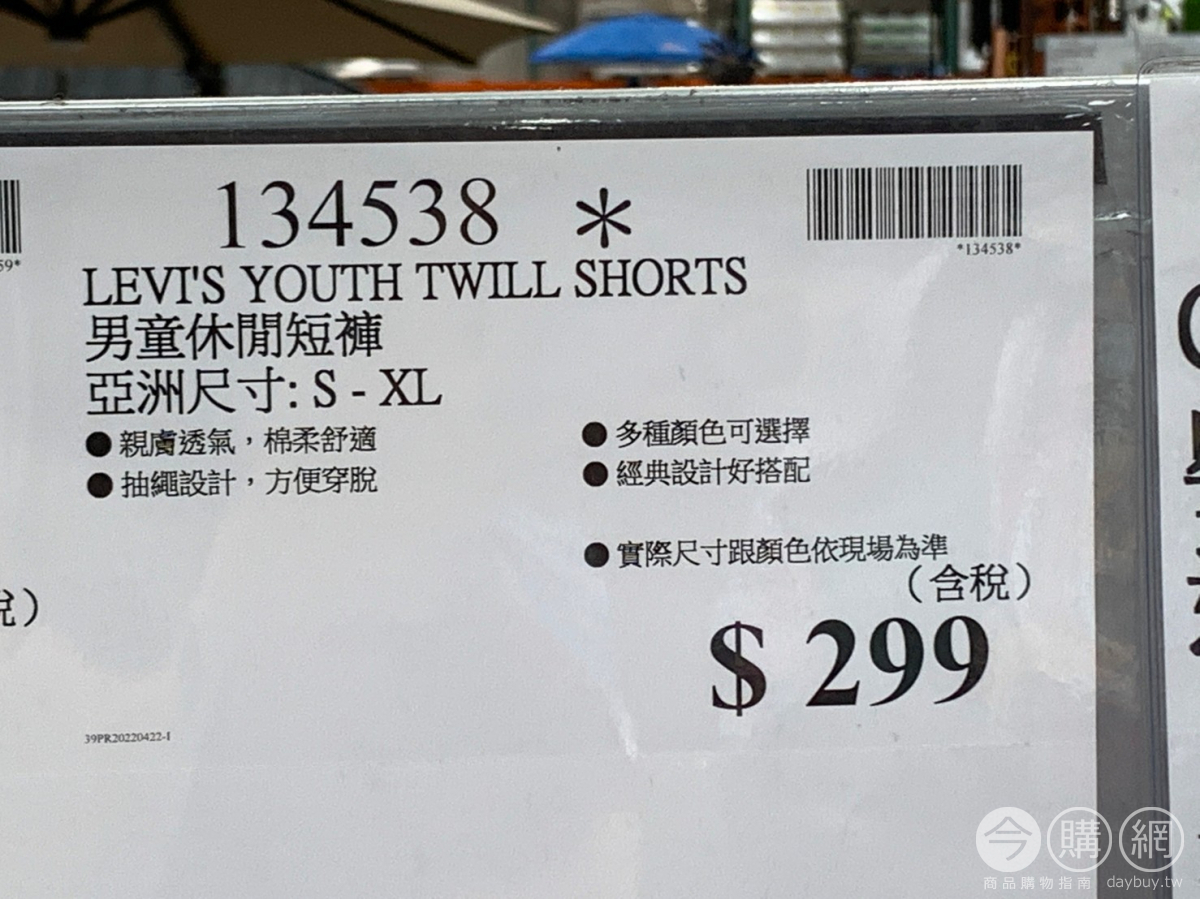 134538 *
*134538*
59*
LEVI'S YOUTH TWILL SHORTS
男童休閒短褲
亞洲尺寸: S - XL
● 親膚透氣，棉柔舒適
● 抽繩設計，方便穿脫
● 多種顏色可選擇
● 經典設計好搭配
● 實際尺寸跟顏色依現場為準
（含稅）
稅）
$ 299
39PR20220422-1
今購網
商品購物指南 daybuy.tw